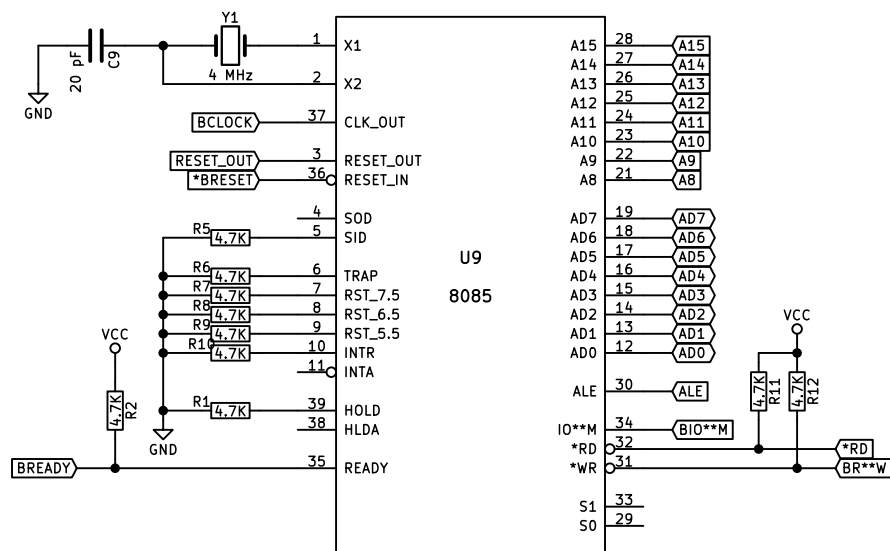 Y1
4 MHz
20 pF
C9
GND
1 X1
2 X2
BCLOCK 37 CLK_OUT
RESET_OUT 3 RESET_OUT
*BRESET 36 RESET_IN
4 SOD
R5 4.7K 5 SID
R6 4.7K 6 TRAP
R7 4.7K 7 RST_7.5
R8 4.7K 8 RST_6.5
R9 4.7K 9 RST_5.5
R10 4.7K 10 INTR
11 INTA
R1 4.7K 39 HOLD
GND
38 HLDA
VCC
4.7K
R2
BREADY 35 READY
U9
8085
A15 28 A15
A14 27 A14
A13 26 A13
A12 25 A12
A11 24 A11
A10 23 A10
A9 22 A9
A8 21 A8
AD7 19 AD7
AD6 18 AD6
AD5 17 AD5
AD4 16 AD4
AD3 15 AD3
AD2 14 AD2
AD1 13 AD1
AD0 12 AD0
VCC
ALE 30 ALE
4.7K
R11
4.7K
R12
IO**M 34 BIO**M
*RD 32 *RD
*WR 31 BR**W
S1 33
S0 29